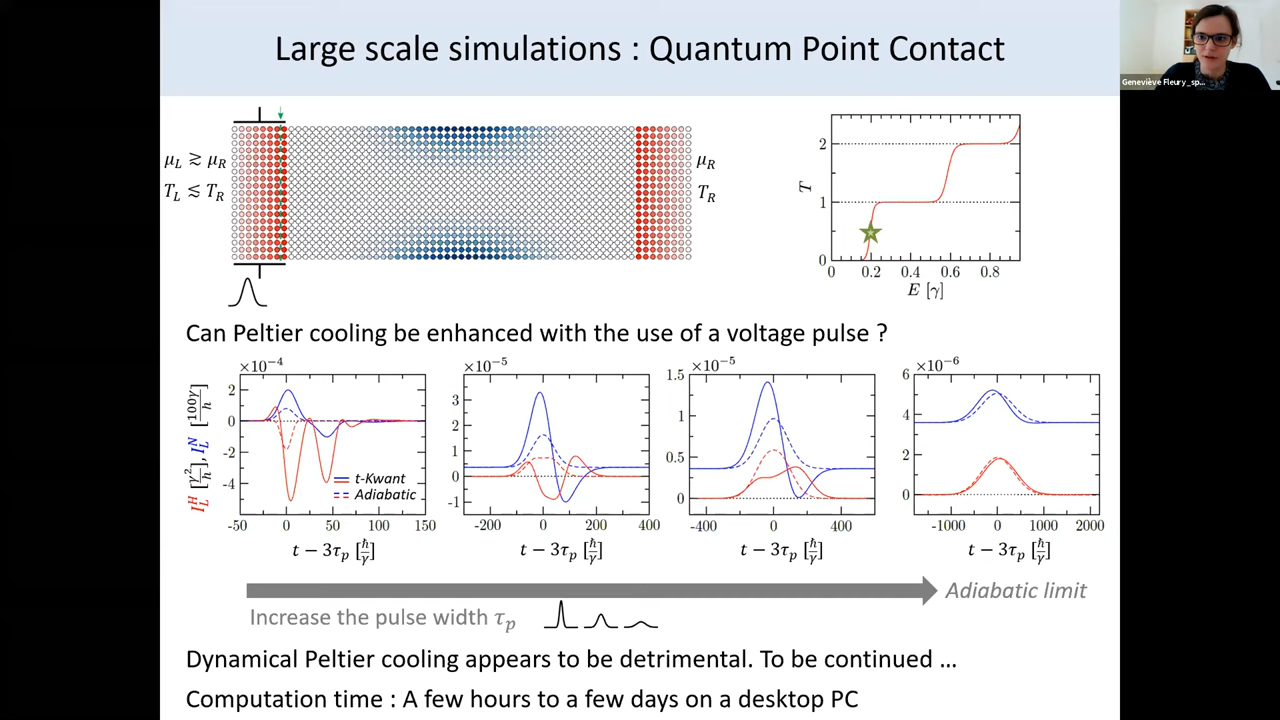 Large scale simulations : Quantum Point Contact
Geneviève Fleury_sp...
μ_L ≷ μ_R
T_L ≶ T_R
μ_R
T_R
T
2
1
0
0 0.2 0.4 0.6 0.8
E [γ]
Can Peltier cooling be enhanced with the use of a voltage pulse ?
I_L^H [γ²/h], I_L^N [100γ/h]
×10⁻⁴
2
0
-2
-4
t-Kwant
Adiabatic
-50 0 50 100 150
t − 3τ_p [ℏ/γ]
×10⁻⁵
3
2
1
0
-1
-200 0 200 400
t − 3τ_p [ℏ/γ]
×10⁻⁵
1.5
1
0.5
0
-400 0 400
t − 3τ_p [ℏ/γ]
×10⁻⁶
6
4
2
0
-1000 0 1000 2000
t − 3τ_p [ℏ/γ]
Adiabatic limit
Increase the pulse width τ_p
Dynamical Peltier cooling appears to be detrimental. To be continued ...
Computation time : A few hours to a few days on a desktop PC